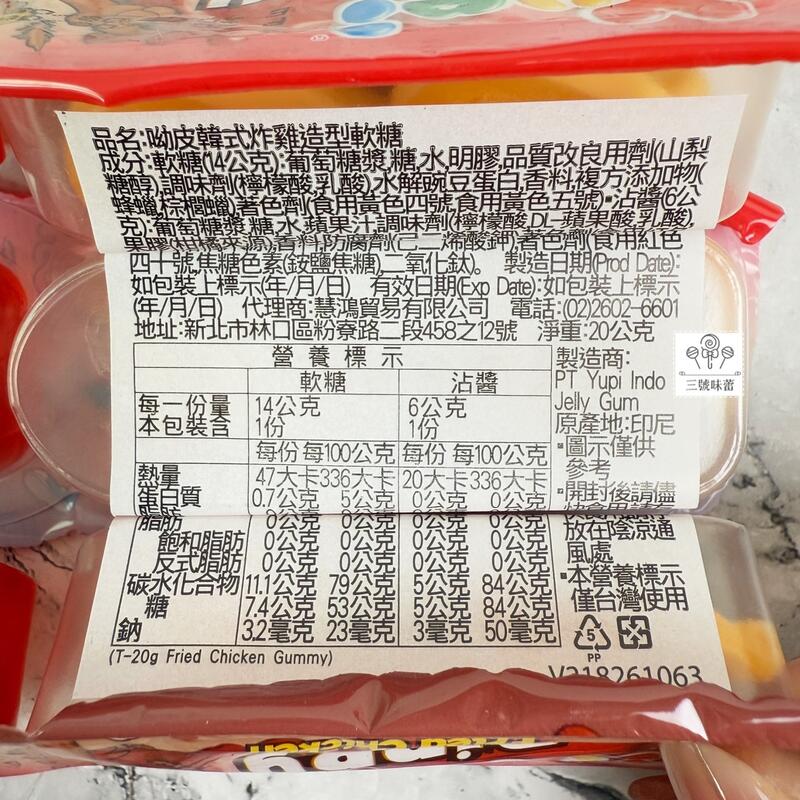 品名:呦皮韓式炸雞造型軟糖
成分:軟糖(14公克):葡萄糖漿,糖,水,明膠,品質改良用劑(山梨
糖醇),調味劑(檸檬酸,乳酸),水解豌豆蛋白,香料,複方添加物(
蜂蠟,棕櫚蠟),著色劑(食用黃色四號,食用黃色五號)。沾醬(6公
克):葡萄糖漿,糖,水,蘋果汁,調味劑(檸檬酸,DL-蘋果酸,乳酸),
果膠(柑橘來源),香料,防腐劑(己二烯酸鉀),著色劑(食用紅色
四十號,焦糖色素(銨鹽焦糖),二氧化鈦)。 製造日期(Prod Date):
如包裝上標示(年/月/日) 有效日期(Exp Date):如包裝上標示
(年/月/日) 代理商:慧鴻貿易有限公司 電話:(02)2602-6601
地址:新北市林口區粉寮路二段458之12號 淨重:20公克
營養標示
軟糖 沾醬
每一份量 14公克 6公克
本包裝含 1份 1份
每份 每100公克 每份 每100公克
熱量 47大卡 336大卡 20大卡 336大卡
蛋白質 0.7公克 5公克 0公克 0公克
脂肪 0公克 0公克 0公克 0公克
飽和脂肪 0公克 0公克 0公克 0公克
反式脂肪 0公克 0公克 0公克 0公克
碳水化合物 11.1公克 79公克 5公克 84公克
糖 7.4公克 53公克 5公克 84公克
鈉 3.2毫克 23毫克 3毫克 50毫克
(T-20g Fried Chicken Gummy)
製造商:
PT Yupi Indo
Jelly Gum
原產地:印尼
▪圖示僅供
參考
▪開封後請儘
放在陰涼通
風處
▪本營養標示
僅台灣使用
5
PP
V218261063
三號味蕾
Fried Chicken